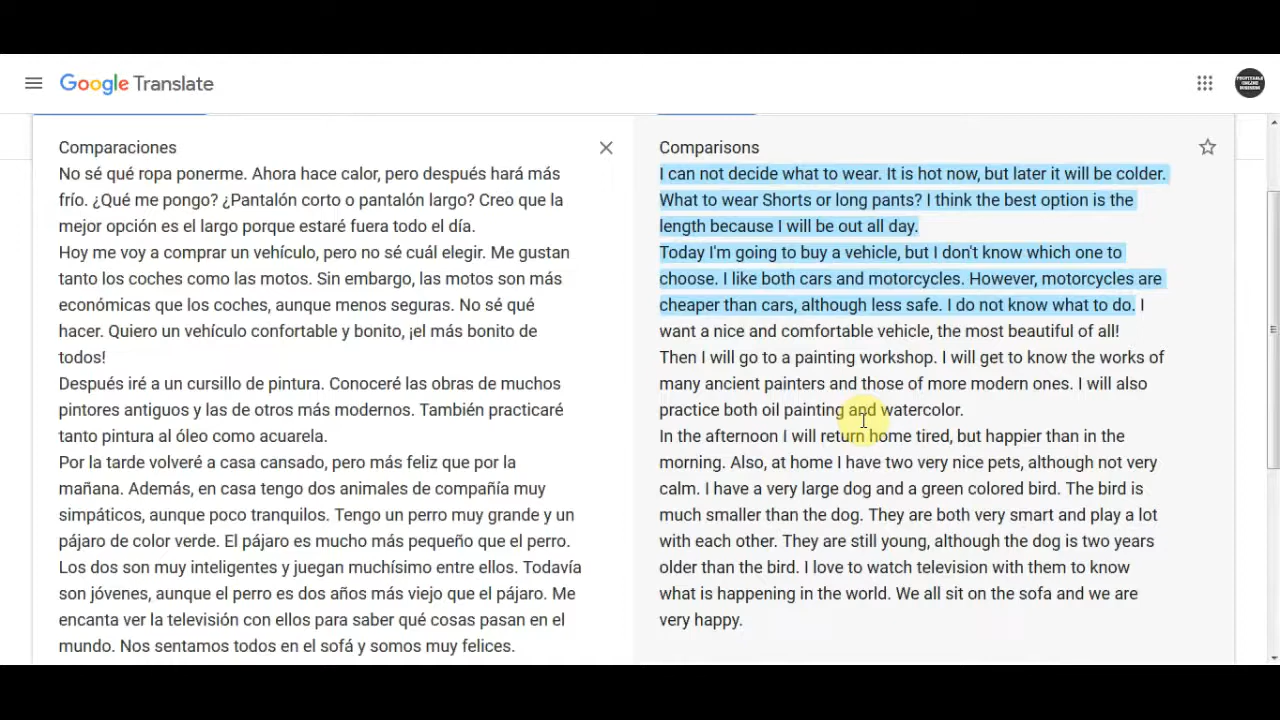 Google Translate
PROFITABLE
ONLINE
BUSINESS
Comparaciones
No sé qué ropa ponerme. Ahora hace calor, pero después hará más
frío. ¿Qué me pongo? ¿Pantalón corto o pantalón largo? Creo que la
mejor opción es el largo porque estaré fuera todo el día.
Hoy me voy a comprar un vehículo, pero no sé cuál elegir. Me gustan
tanto los coches como las motos. Sin embargo, las motos son más
económicas que los coches, aunque menos seguras. No sé qué
hacer. Quiero un vehículo confortable y bonito, ¡el más bonito de
todos!
Después iré a un cursillo de pintura. Conoceré las obras de muchos
pintores antiguos y las de otros más modernos. También practicaré
tanto pintura al óleo como acuarela.
Por la tarde volveré a casa cansado, pero más feliz que por la
mañana. Además, en casa tengo dos animales de compañía muy
simpáticos, aunque poco tranquilos. Tengo un perro muy grande y un
pájaro de color verde. El pájaro es mucho más pequeño que el perro.
Los dos son muy inteligentes y juegan muchísimo entre ellos. Todavía
son jóvenes, aunque el perro es dos años más viejo que el pájaro. Me
encanta ver la televisión con ellos para saber qué cosas pasan en el
mundo. Nos sentamos todos en el sofá y somos muy felices.
Comparisons
I can not decide what to wear. It is hot now, but later it will be colder.
What to wear Shorts or long pants? I think the best option is the
length because I will be out all day.
Today I'm going to buy a vehicle, but I don't know which one to
choose. I like both cars and motorcycles. However, motorcycles are
cheaper than cars, although less safe. I do not know what to do. I
want a nice and comfortable vehicle, the most beautiful of all!
Then I will go to a painting workshop. I will get to know the works of
many ancient painters and those of more modern ones. I will also
practice both oil painting and watercolor.
In the afternoon I will return home tired, but happier than in the
morning. Also, at home I have two very nice pets, although not very
calm. I have a very large dog and a green colored bird. The bird is
much smaller than the dog. They are both very smart and play a lot
with each other. They are still young, although the dog is two years
older than the bird. I love to watch television with them to know
what is happening in the world. We all sit on the sofa and we are
very happy.